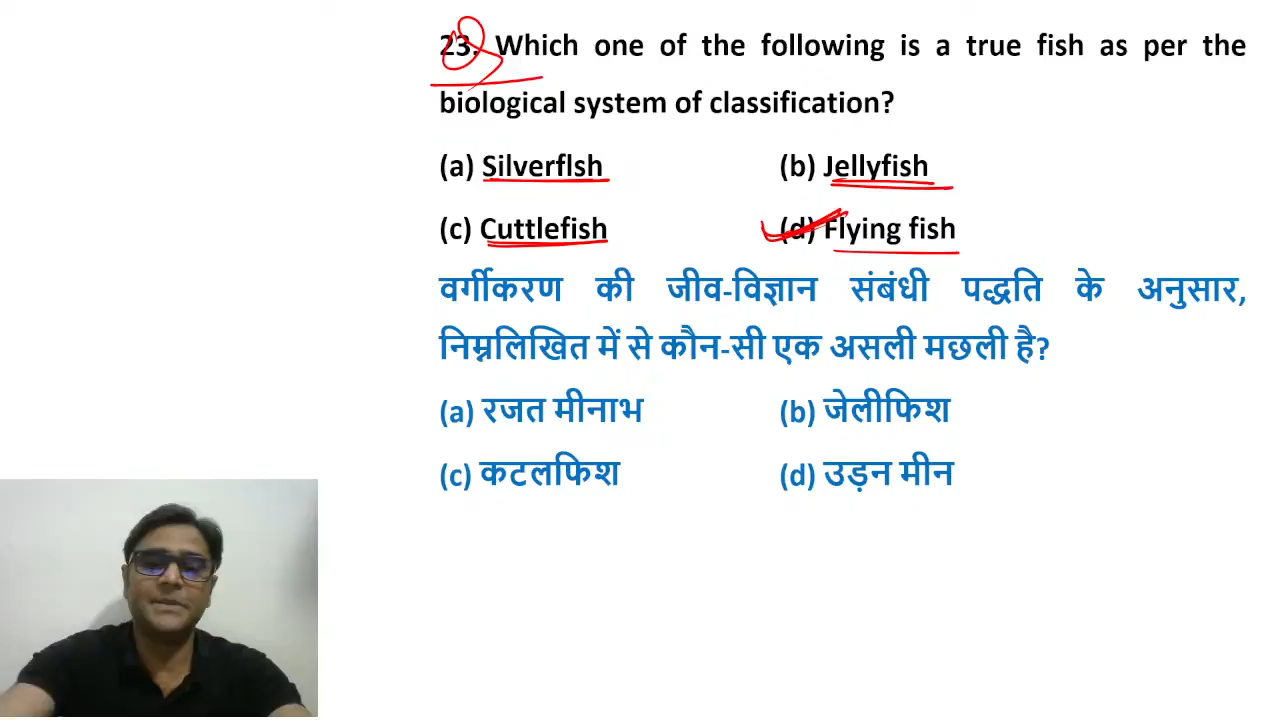 23. Which one of the following is a true fish as per the
biological system of classification?
(a) Silverflsh (b) Jellyfish
(c) Cuttlefish (d) Flying fish
वर्गीकरण की जीव-विज्ञान संबंधी पद्धति के अनुसार,
निम्नलिखित में से कौन-सी एक असली मछली है?
(a) रजत मीनाभ (b) जेलीफिश
(c) कटलफिश (d) उड़न मीन